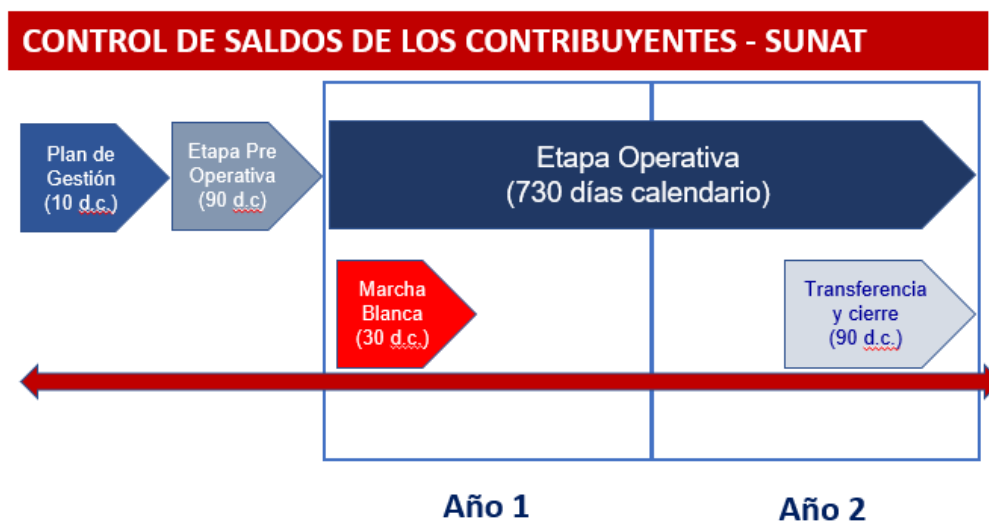 CONTROL DE SALDOS DE LOS CONTRIBUYENTES - SUNAT
Plan de
Gestión
(10 d.c.)
Etapa Pre
Operativa
(90 d.c)
Etapa Operativa
(730 días calendario)
Marcha
Blanca
(30 d.c.)
Transferencia
y cierre
(90 d.c.)
Año 1
Año 2